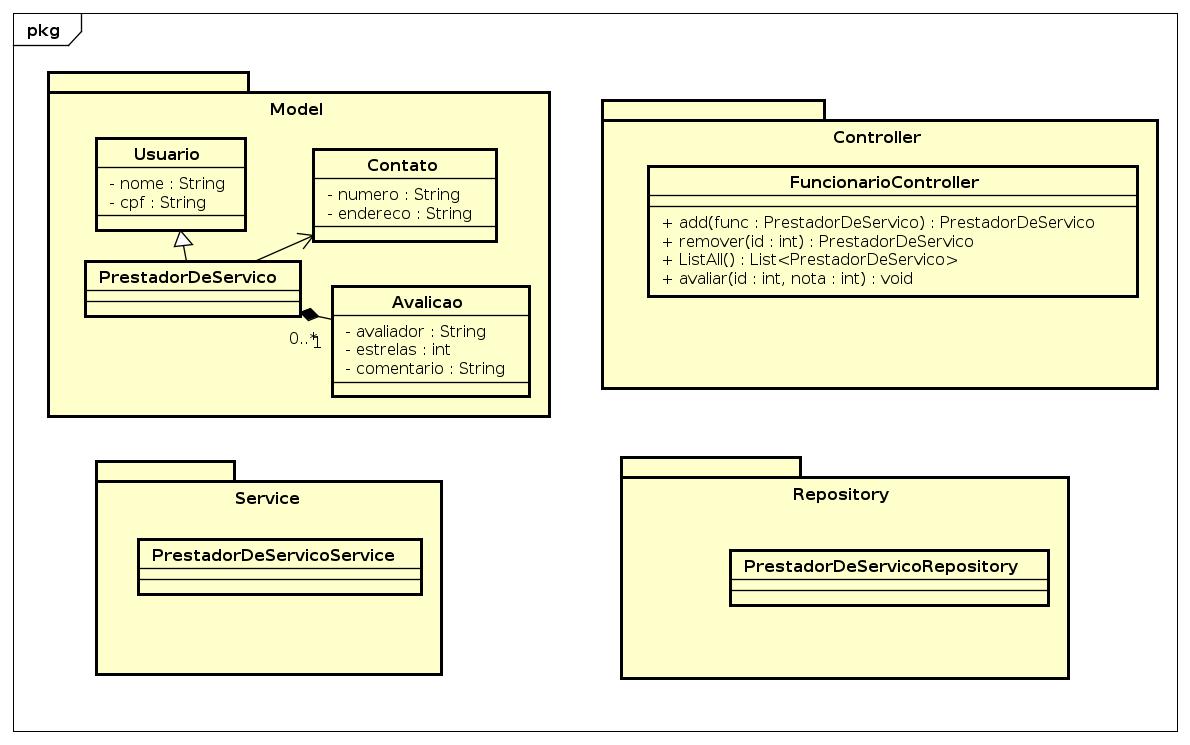 pkg
Model
Usuario
- nome : String
- cpf : String
Contato
- numero : String
- endereco : String
PrestadorDeServico
Avalicao
- avaliador : String
- estrelas : int
- comentario : String
0..*
1
Controller
FuncionarioController
+ add(func : PrestadorDeServico) : PrestadorDeServico
+ remover(id : int) : PrestadorDeServico
+ ListAll() : List<PrestadorDeServico>
+ avaliar(id : int, nota : int) : void
Service
PrestadorDeServicoService
Repository
PrestadorDeServicoRepository